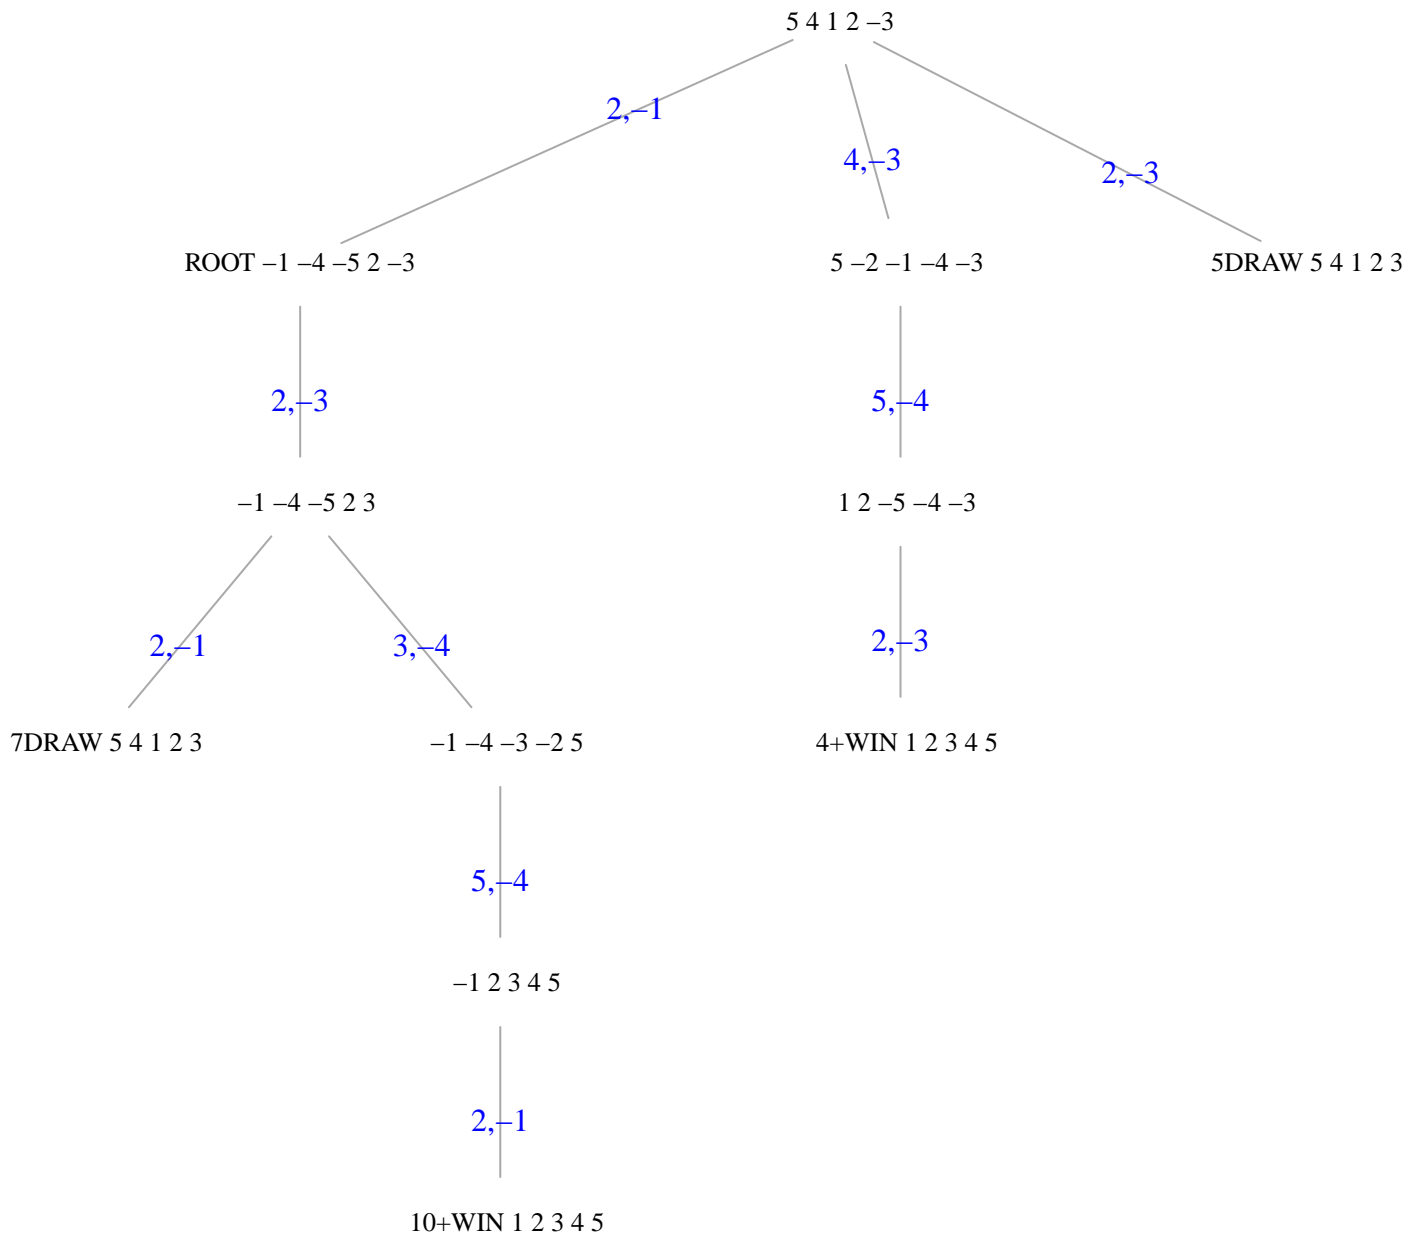 5 4 1 2 –3
2,–1
4,–3
2,–3
ROOT –1 –4 –5 2 –3
5 –2 –1 –4 –3
5DRAW 5 4 1 2 3
2,–3
5,–4
–1 –4 –5 2 3
1 2 –5 –4 –3
2,–1
3,–4
2,–3
7DRAW 5 4 1 2 3
–1 –4 –3 –2 5
4+WIN 1 2 3 4 5
5,–4
–1 2 3 4 5
2,–1
10+WIN 1 2 3 4 5